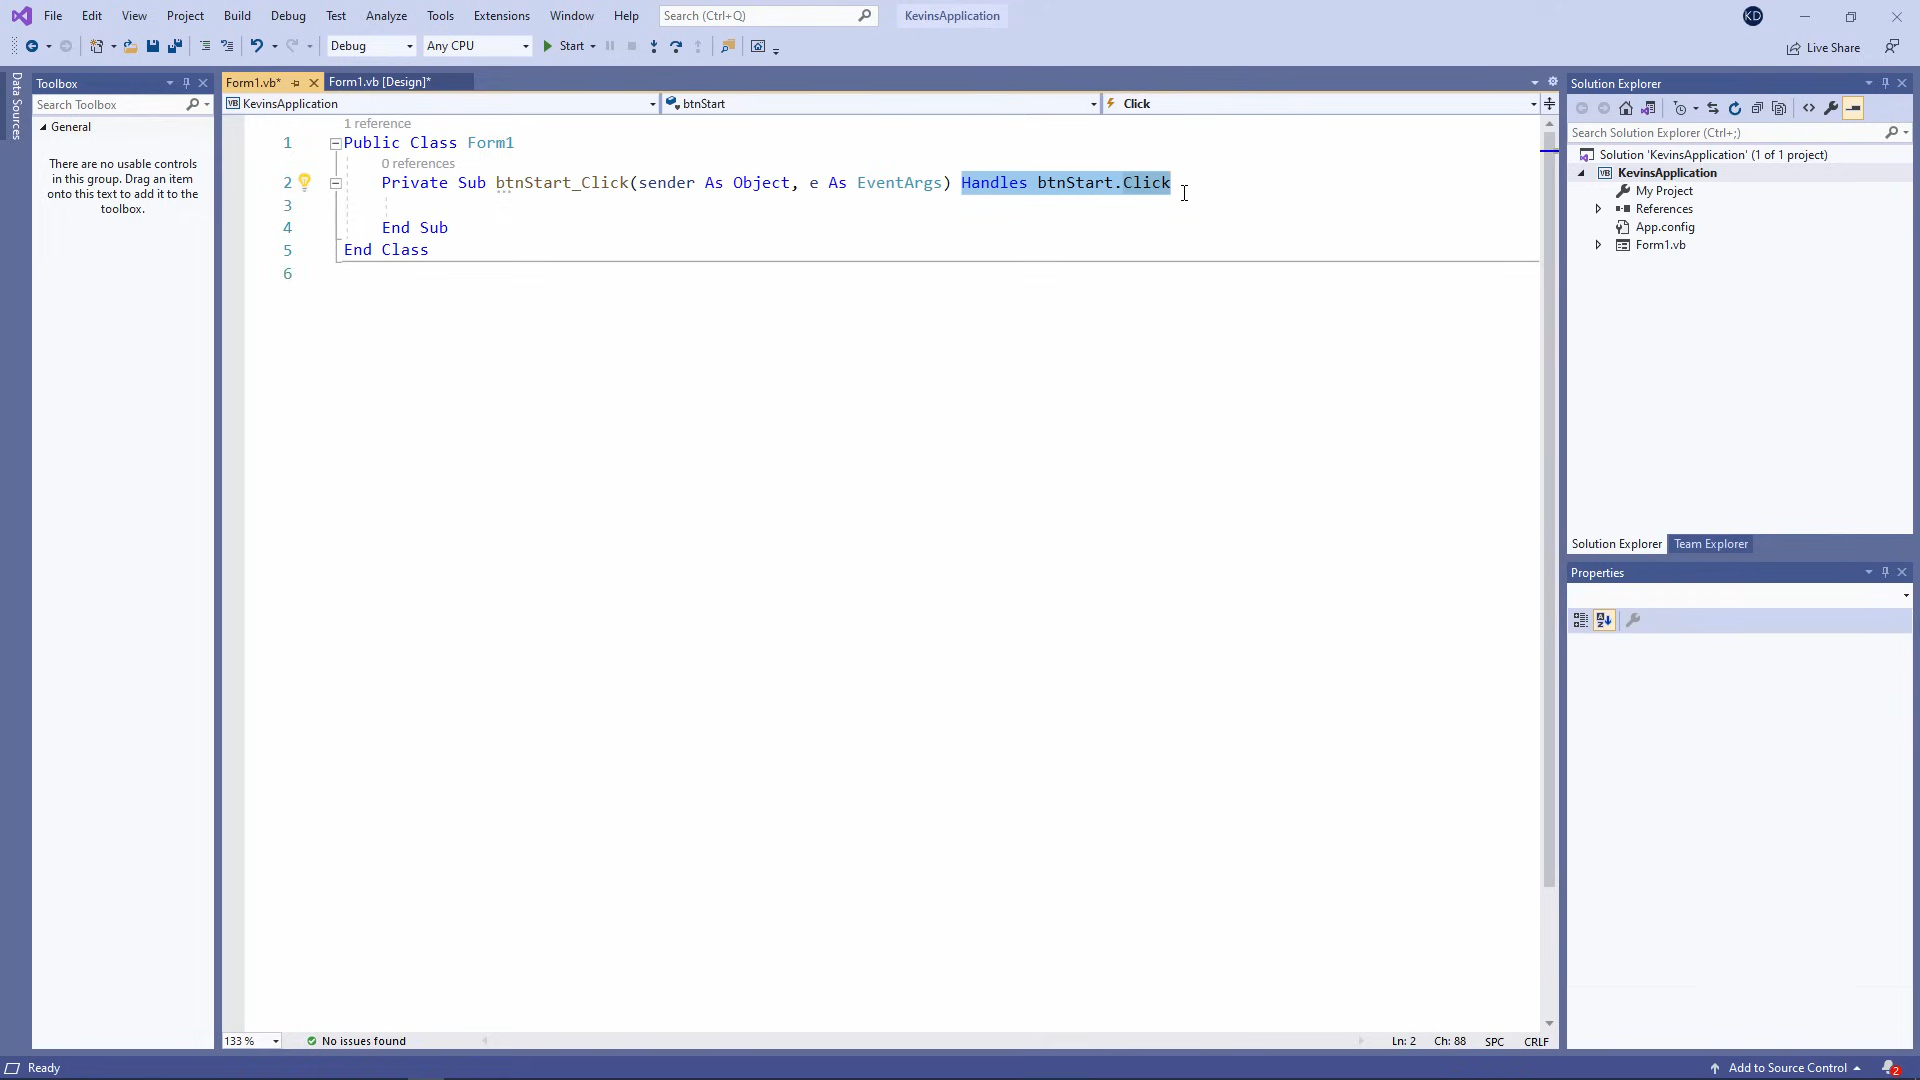 File Edit View Project Build Debug Test Analyze Tools Extensions Window Help Search (Ctrl+Q) KevinsApplication KD
Debug Any CPU Start Live Share
Data Sources
Toolbox
Search Toolbox
General
There are no usable controls
in this group. Drag an item
onto this text to add it to the
toolbox.
Form1.vb* Form1.vb [Design]*
VB KevinsApplication btnStart Click
1 reference
1 Public Class Form1
0 references
2 Private Sub btnStart_Click(sender As Object, e As EventArgs) Handles btnStart.Click
3
4 End Sub
5 End Class
6
133 % No issues found Ln: 2 Ch: 88 SPC CRLF
Solution Explorer
Search Solution Explorer (Ctrl+;)
Solution 'KevinsApplication' (1 of 1 project)
VB KevinsApplication
My Project
References
App.config
Form1.vb
Solution Explorer Team Explorer
Properties
Ready Add to Source Control 2